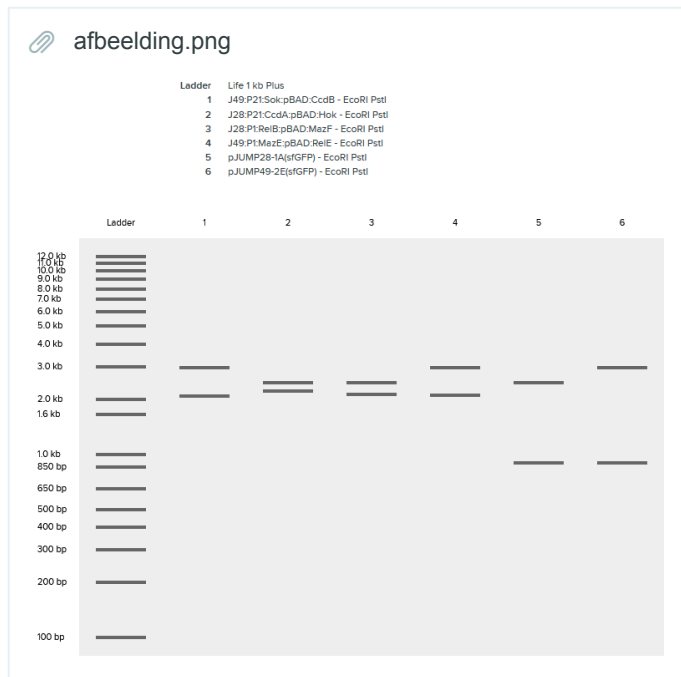 afbeelding.png
Ladder Life 1 kb Plus
1 J49:P21:Sok:pBAD:CcdB - EcoRI PstI
2 J28:P21:CcdA:pBAD:Hok - EcoRI PstI
3 J28:P1:RelB:pBAD:MazF - EcoRI PstI
4 J49:P1:MazE:pBAD:RelE - EcoRI PstI
5 pJUMP28-1A(sfGFP) - EcoRI PstI
6 pJUMP49-2E(sfGFP) - EcoRI PstI
Ladder 1 2 3 4 5 6
12.0 kb
11.0 kb
10.0 kb
9.0 kb
8.0 kb
7.0 kb
6.0 kb
5.0 kb
4.0 kb
3.0 kb
2.0 kb
1.6 kb
1.0 kb
850 bp
650 bp
500 bp
400 bp
300 bp
200 bp
100 bp